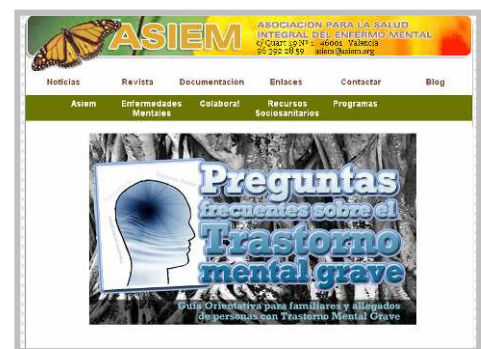 ASIEM
ASOCIACIÓN PARA LA SALUD
INTEGRAL DEL ENFERMO MENTAL
c/ Quart 19 Nº 1 46001 Valencia
96 392 28 59 asiem@asiem.org
Noticias Revista Documentación Enlaces Contactar Blog
Asiem Enfermedades Mentales Colabora! Recursos Sociosanitarios Programas
Preguntas
frecuentes sobre el
Trastorno
mental grave
Guía Orientativa para familiares y allegados
de personas con Trastorno Mental Grave